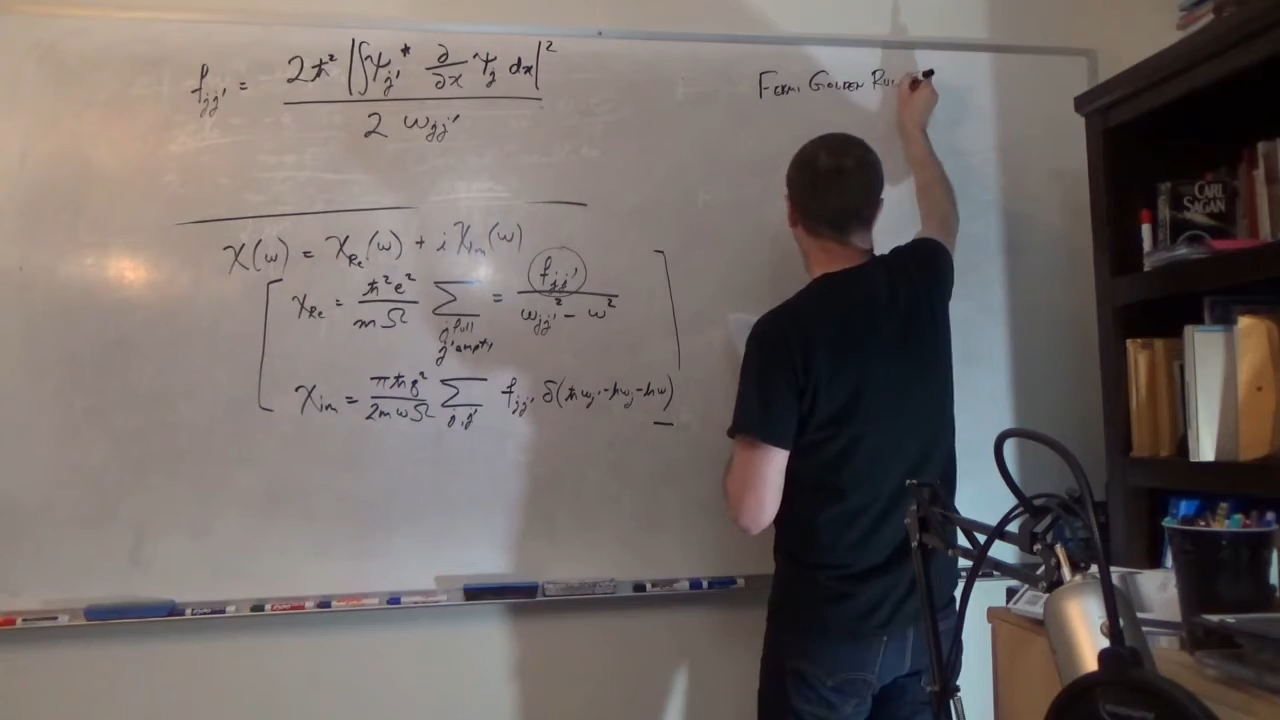 f_jj' = 2ħ² |∫ψ_j'* ∂/∂x ψ_j dx|² / 2 ω_jj'
FERMI GOLDEN RU
χ(ω) = χ_Re(ω) + i χ_Im(ω)
χ_Re = ħ²e²/mΩ Σ_{j full j' empty} = f_jj' / ω_jj'² - ω²
χ_im = πħq²/2mωΩ Σ_{j,j'} f_jj' δ(ħω_j' - ħω_j - ħω)
CARL
SAGAN